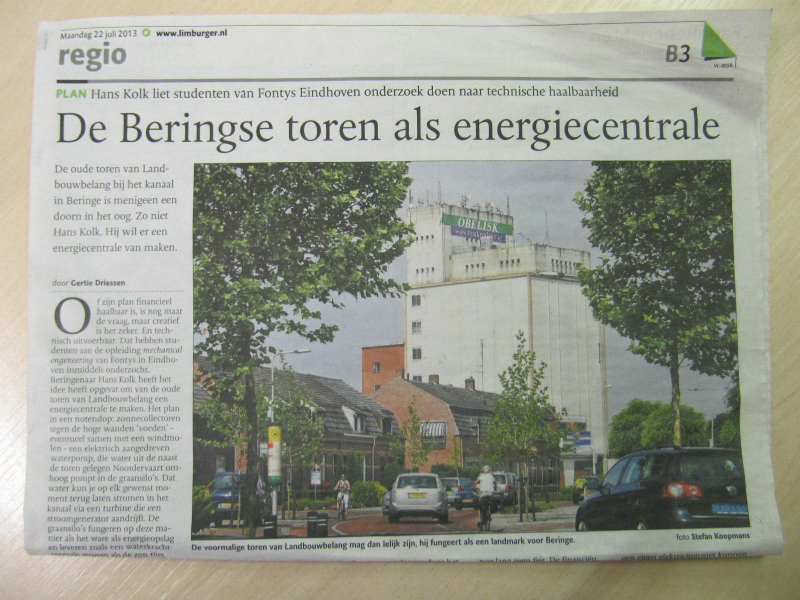 Maandag 22 juli 2013 www.limburger.nl
regio
B3
VL-B03B
PLAN Hans Kolk liet studenten van Fontys Eindhoven onderzoek doen naar technische haalbaarheid
De Beringse toren als energiecentrale
De oude toren van Land-
bouwbelang bij het kanaal
in Beringe is menigeen een
doorn in het oog. Zo niet
Hans Kolk. Hij wil er een
energiecentrale van maken.
door Gertie Driessen
Of zijn plan financieel
haalbaar is, is nog maar
de vraag, maar creatief
is het zeker. En tech-
nisch uitvoerbaar. Dat hebben stu-
denten aan de opleiding mechanical
engeneering van Fontys in Eindho-
ven inmiddels onderzocht.
Beringenaar Hans Kolk heeft het
idee heeft opgevat om van de oude
toren van Landbouwbelang een
energiecentrale te maken. Het plan
in een notendop: zonnecollectoren
tegen de hoge wanden 'voeden' -
eventueel samen met een windmo-
len - een elektrisch aangedreven
waterpomp, die water uit de naast
de toren gelegen Noordervaart om-
hoog pompt in de graansilo's. Dat
water kun je op elk gewenst mo-
ment terug laren stromen in het
kanaal via een turbine die een
stroomgenerator aandrijft. De
graansilo's fungeren op deze ma-
nier als het ware als energieopslag
en leveren zoals een waterkracht-
OBELISK
De voormalige toren van Landbouwbelang mag dan lelijk zijn, hij fungeert als een landmark voor Beringe.
foto Stefan Koopmans